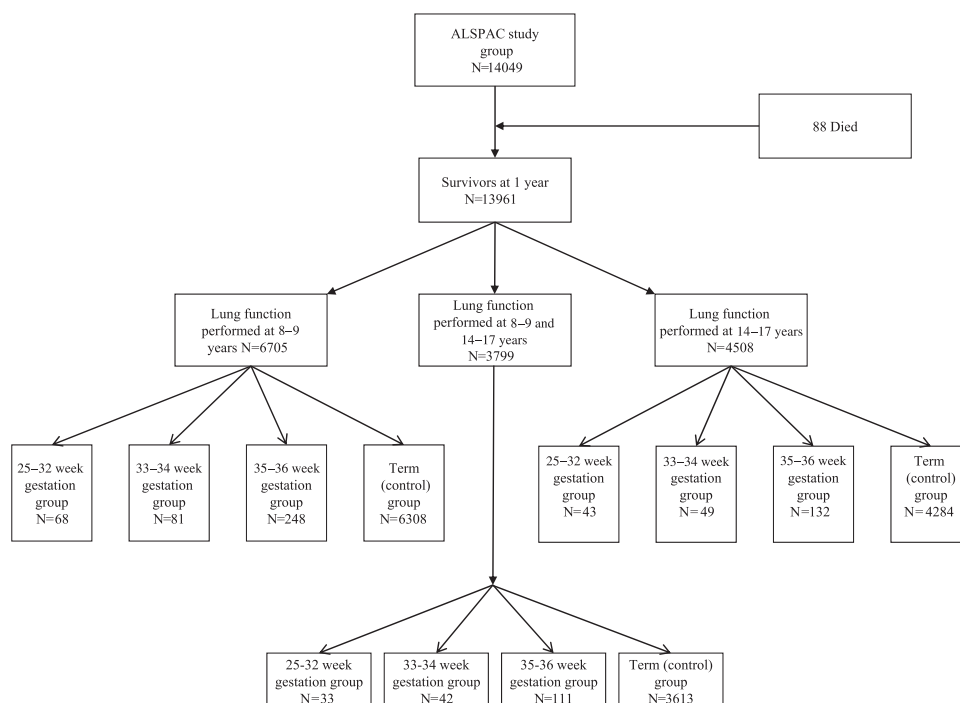 ALSPAC study
group
N=14049
88 Died
Survivors at 1 year
N=13961
Lung function
performed at 8–9
years N=6705
Lung function
performed at 8–9 and
14–17 years
N=3799
Lung function
performed at 14–17 years
N=4508
25–32 week
gestation
group
N=68
33–34 week
gestation
group
N=81
35–36 week
gestation
group
N=248
Term
(control)
group
N=6308
25–32 week
gestation
group
N=43
33–34 week
gestation
group
N=49
35–36 week
gestation
group
N=132
Term
(control)
group
N=4284
25-32 week
gestation group
N=33
33-34 week
gestation group
N=42
35-36 week
gestation group
N=111
Term (control)
group
N=3613